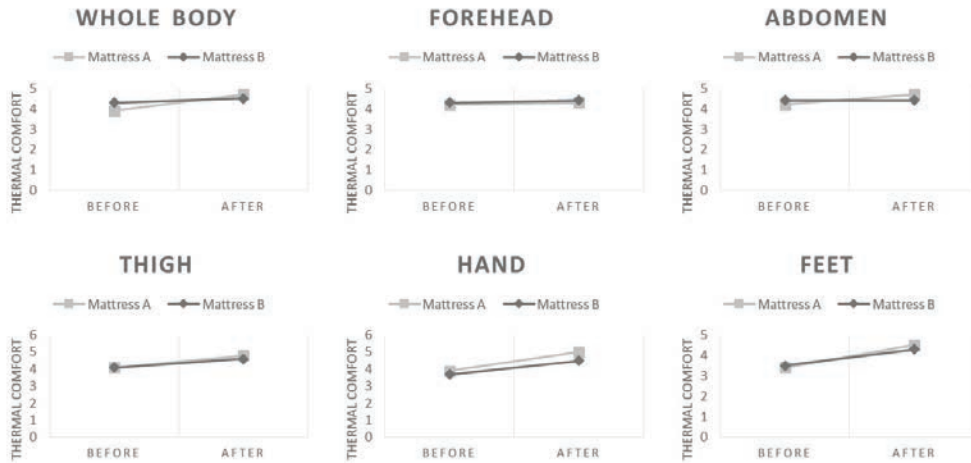 WHOLE BODY
Mattress A Mattress B
THERMAL COMFORT
5
4
3
2
1
0
BEFORE AFTER
FOREHEAD
Mattress A Mattress B
THERMAL COMFORT
5
4
3
2
1
0
BEFORE AFTER
ABDOMEN
Mattress A Mattress B
THERMAL COMFORT
5
4
3
2
1
0
BEFORE AFTER
THIGH
Mattress A Mattress B
THERMAL COMFORT
6
5
4
3
2
1
0
BEFORE AFTER
HAND
Mattress A Mattress B
THERMAL COMFORT
6
5
4
3
2
1
0
BEFORE AFTER
FEET
Mattress A Mattress B
THERMAL COMFORT
5
4
3
2
1
0
BEFORE AFTER